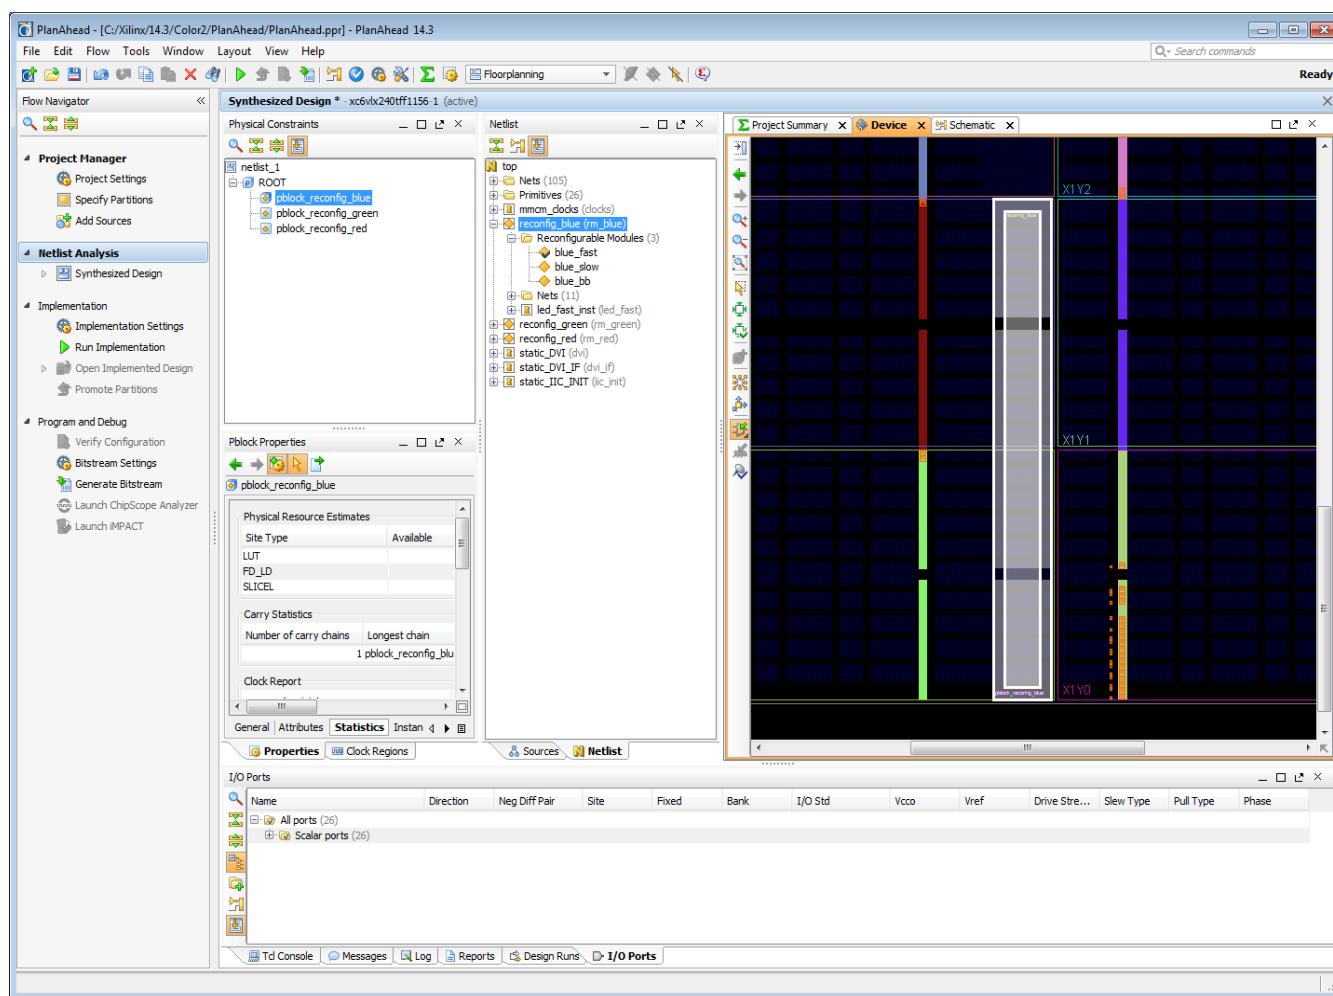 PlanAhead - [C:/Xilinx/14.3/Color2/PlanAhead/PlanAhead.ppr] - PlanAhead 14.3
File Edit Flow Tools Window Layout View Help
Search commands
Floorplanning
Ready
Flow Navigator
Project Manager
Project Settings
Specify Partitions
Add Sources
Netlist Analysis
Synthesized Design
Implementation
Implementation Settings
Run Implementation
Open Implemented Design
Promote Partitions
Program and Debug
Verify Configuration
Bitstream Settings
Generate Bitstream
Launch ChipScope Analyzer
Launch iMPACT
Synthesized Design * - xc6vlx240tff1156-1 (active)
Physical Constraints
netlist_1
ROOT
pblock_reconfig_blue
pblock_reconfig_green
pblock_reconfig_red
Pblock Properties
pblock_reconfig_blue
Physical Resource Estimates
Site Type Available
LUT
FD_LD
SLICEL
Carry Statistics
Number of carry chains Longest chain
1 pblock_reconfig_blu
Clock Report
General Attributes Statistics Instan
Properties Clock Regions
Netlist
top
Nets (105)
Primitives (26)
mmcm_clocks (clocks)
reconfig_blue (rm_blue)
Reconfigurable Modules (3)
blue_fast
blue_slow
blue_bb
Nets (11)
led_fast_inst (led_fast)
reconfig_green (rm_green)
reconfig_red (rm_red)
static_DVI (dvi)
static_DVI_IF (dvi_if)
static_IIC_INIT (iic_init)
Sources Netlist
Project Summary Device Schematic
X1Y2
reconfig_blue
X1Y1
X1Y0
pblock_reconfig_blue
I/O Ports
Name Direction Neg Diff Pair Site Fixed Bank I/O Std Vcco Vref Drive Stre... Slew Type Pull Type Phase
All ports (26)
Scalar ports (26)
Tcl Console Messages Log Reports Design Runs I/O Ports